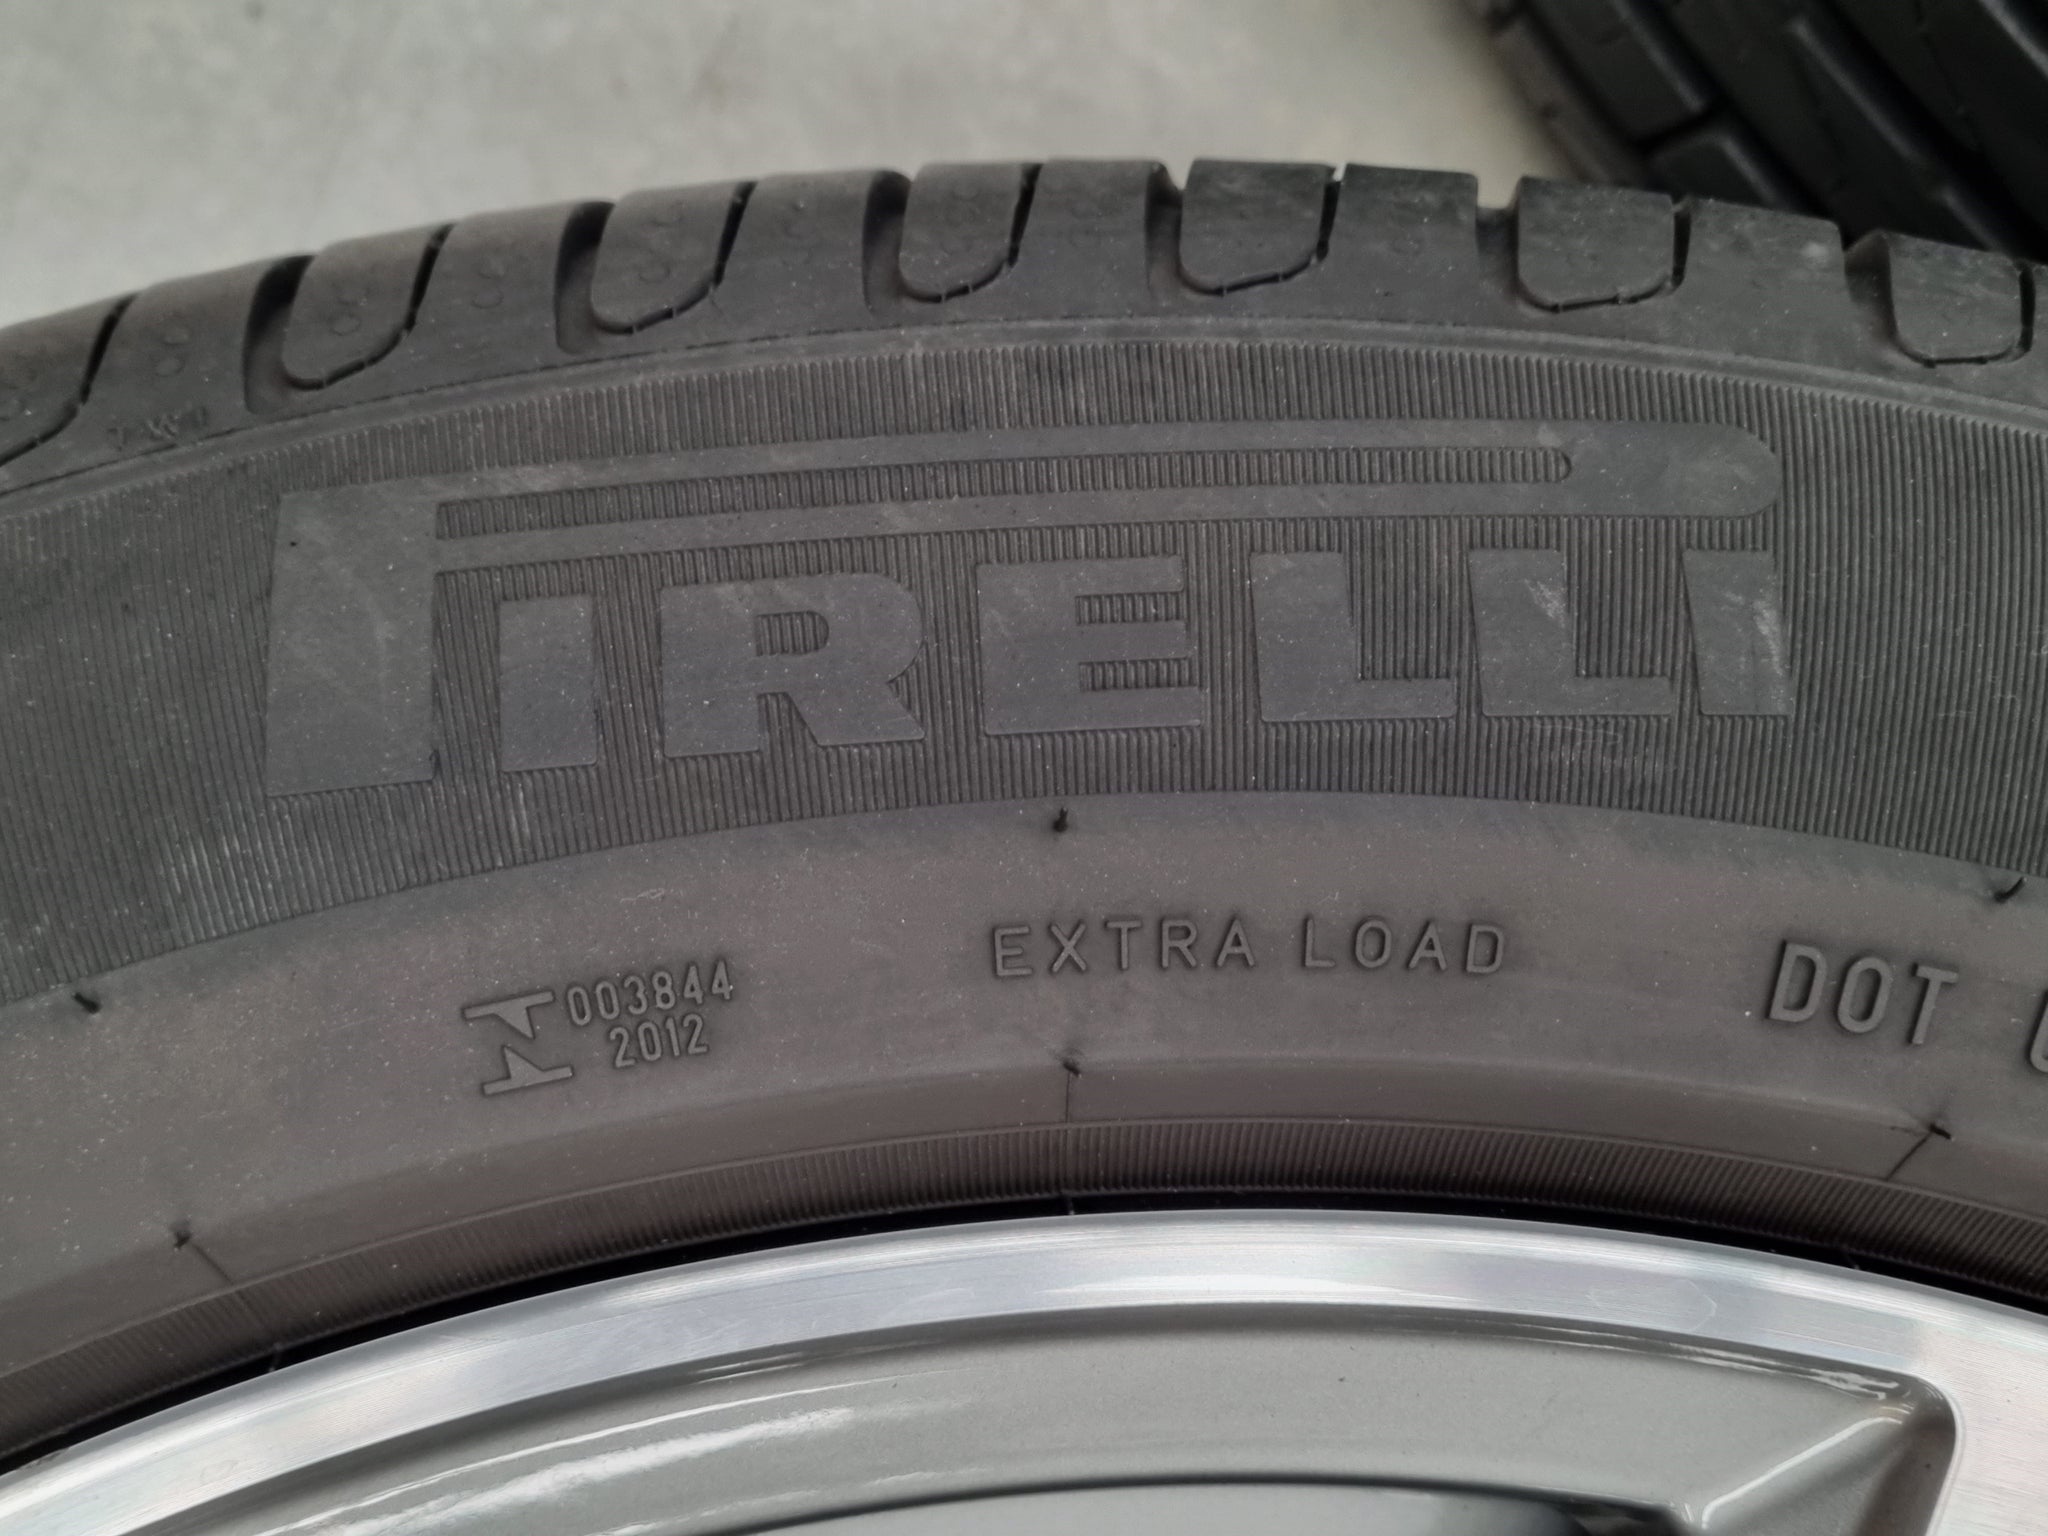 PIRELLI
EXTRA LOAD
003844
2012
DOT